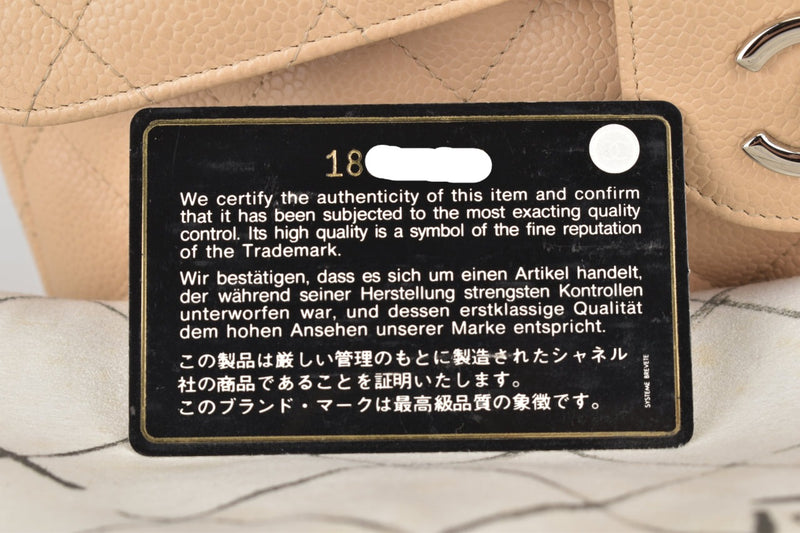 18
We certify the authenticity of this item and confirm
that it has been subjected to the most exacting quality
control. Its high quality is a symbol of the fine reputation
of the Trademark.
Wir bestätigen, dass es sich um einen Artikel handelt,
der während seiner Herstellung strengsten Kontrollen
unterworfen war, und dessen erstklassige Qualität
dem hohen Ansehen unserer Marke entspricht.
この製品は厳しい管理のもとに製造されたシャネル
社の商品であることを証明いたします。
このブランド・マークは最高級品質の象徴です。
SYSTEME BREVETE